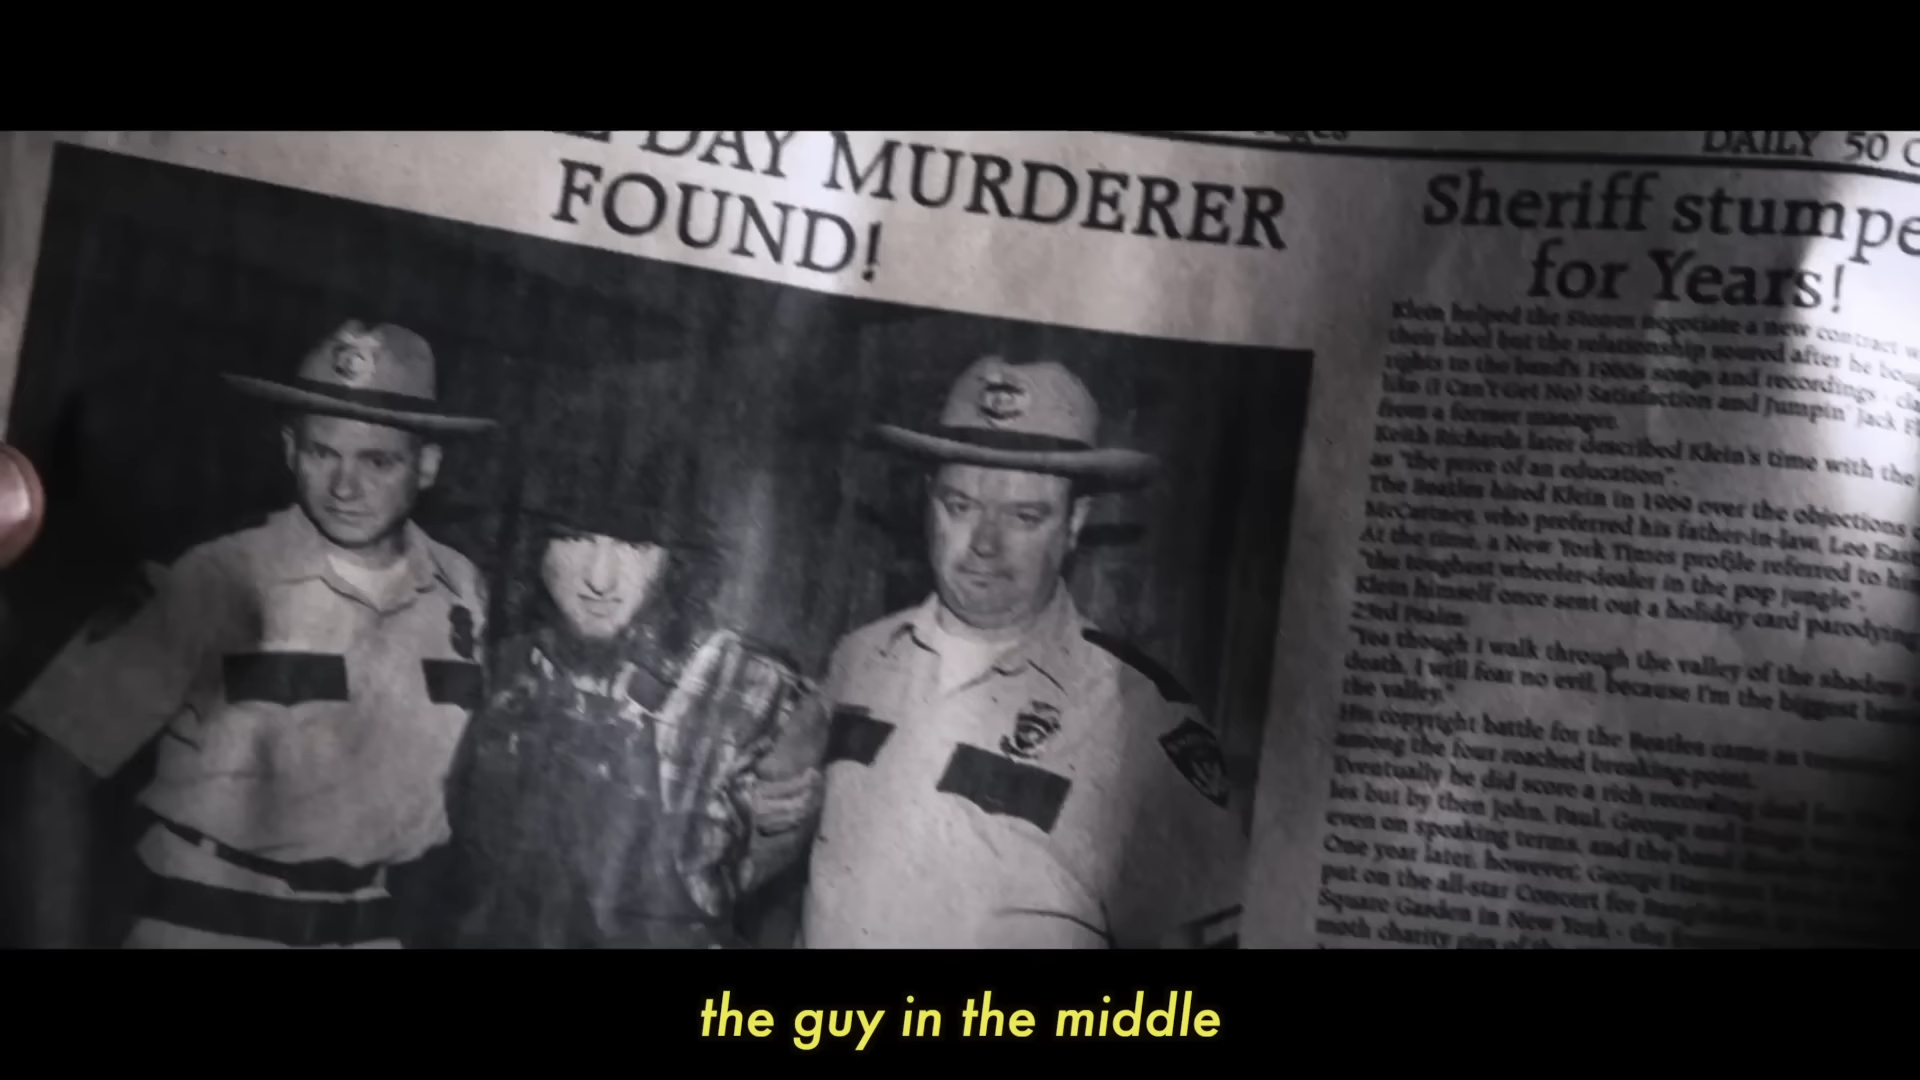 DAY MURDERER
FOUND!
DAILY 50
Sheriff stumpe
for Years!
Klein helped the Stones negotiate a new contract
their label but the relationship soured after he boug
rights to the band's 1960s songs and recordings - cla
like (I Can't Get No) Satisfaction and Jumpin' Jack F
from a former manager.
Keith Richards later described Klein's time with the
as "the price of an education".
The Beatles hired Klein in 1969 over the objections
McCartney, who preferred his father-in-law, Lee East
At the time, a New York Times profile referred to hi
"the toughest wheeler-dealer in the pop jungle".
Klein himself once sent out a holiday card parodying
23rd Psalm:
"Yea though I walk through the valley of the shadow
death, I will fear no evil, because I'm the biggest
the valley."
His copyright battle for the Beatles came as
among the four reached breaking-point.
Eventually he did score a rich recording deal
les but by then John, Paul, George and
even on speaking terms, and the band
One year later, however, George Harrison
put on the all-star Concert for Bangladesh
Square Garden in New York - the
moth charity
the guy in the middle